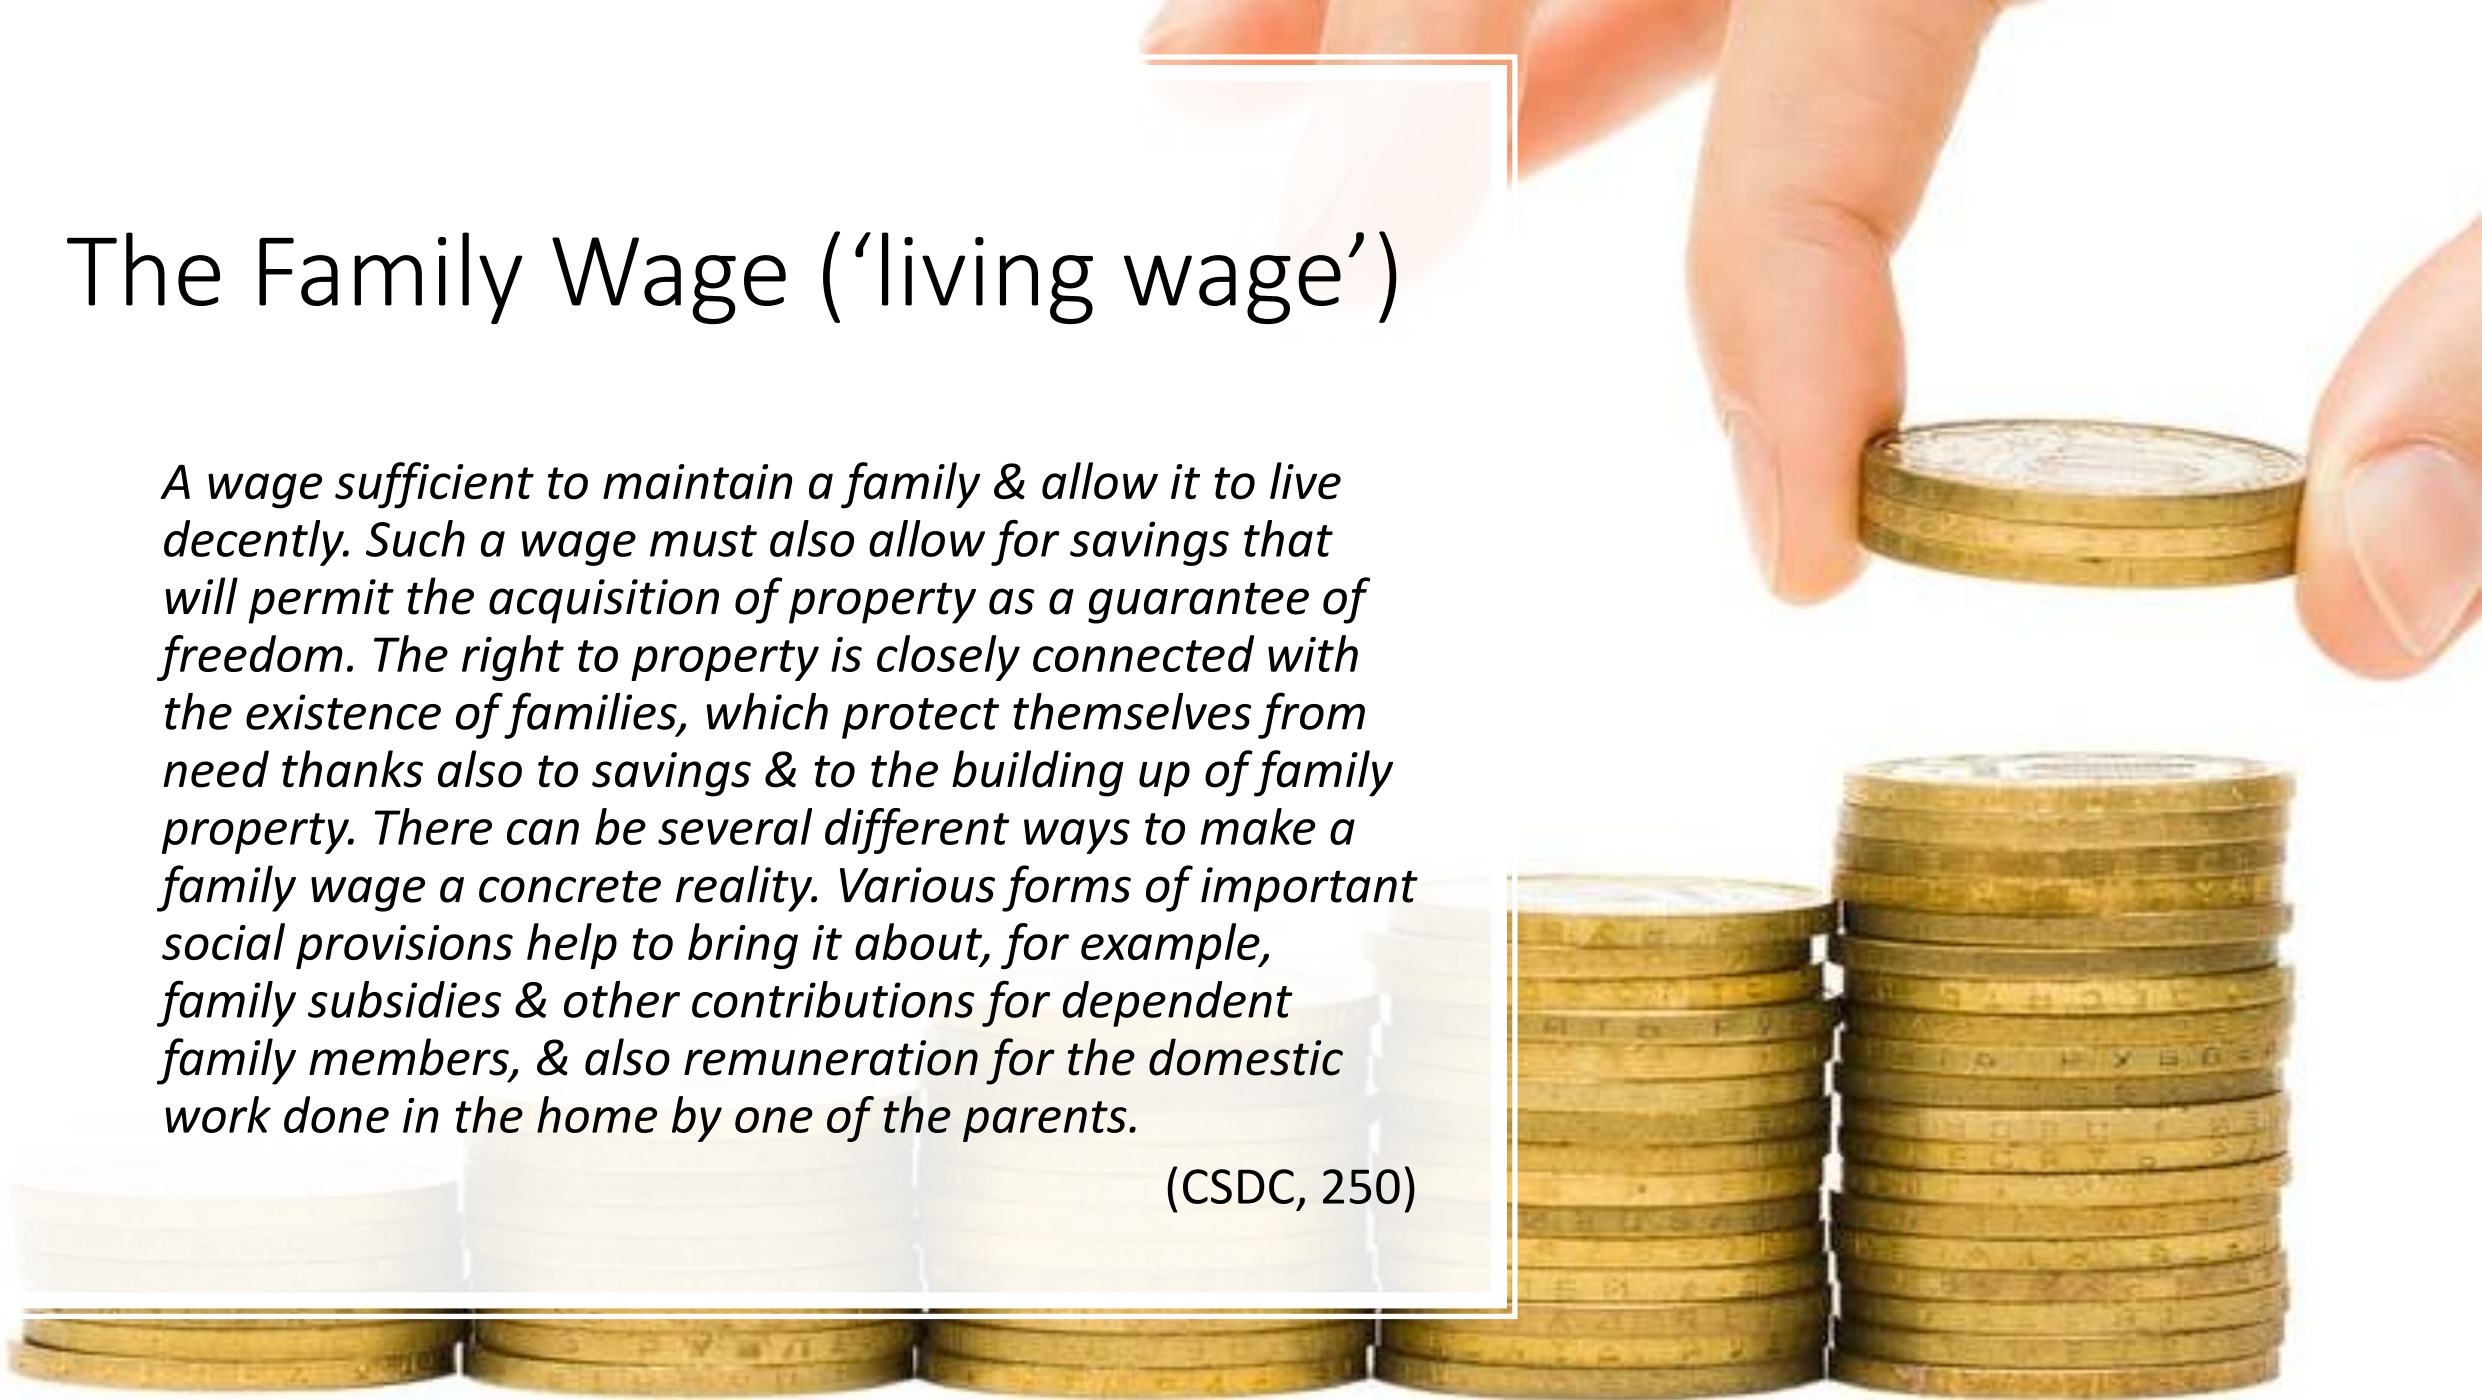 The Family Wage (‘living wage’)
A wage sufficient to maintain a family & allow it to live
decently. Such a wage must also allow for savings that
will permit the acquisition of property as a guarantee of
freedom. The right to property is closely connected with
the existence of families, which protect themselves from
need thanks also to savings & to the building up of family
property. There can be several different ways to make a
family wage a concrete reality. Various forms of important
social provisions help to bring it about, for example,
family subsidies & other contributions for dependent
family members, & also remuneration for the domestic
work done in the home by one of the parents.
(CSDC, 250)